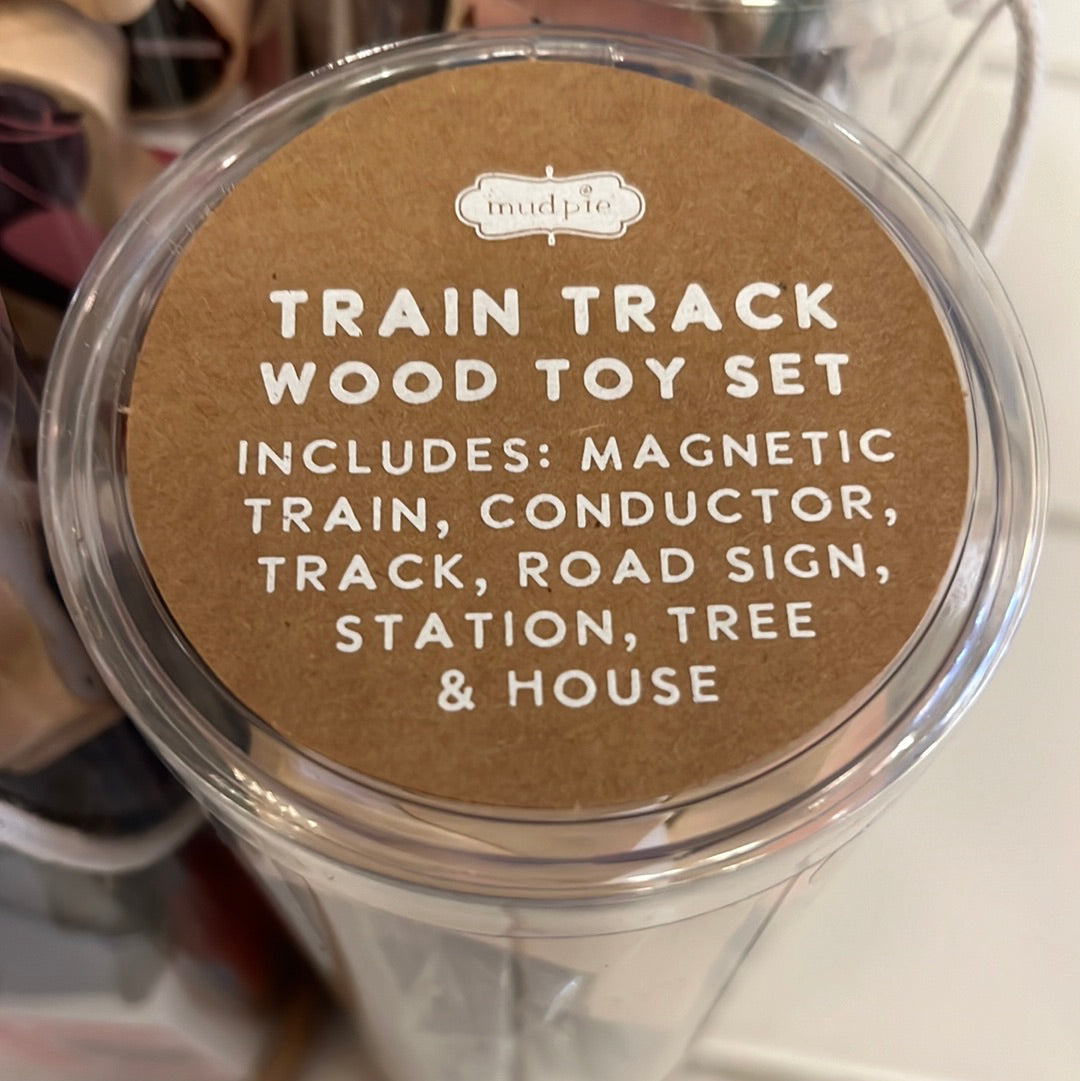 mudpie
TRAIN TRACK
WOOD TOY SET
INCLUDES: MAGNETIC
TRAIN, CONDUCTOR,
TRACK, ROAD SIGN,
STATION, TREE
& HOUSE